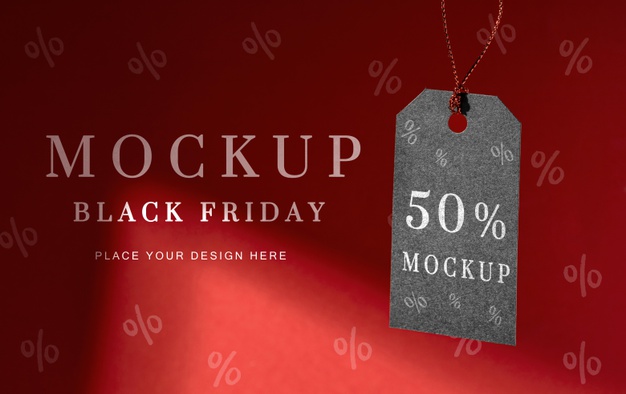 MOCKUP
BLACK FRIDAY
PLACE YOUR DESIGN HERE
50%
MOCKUP